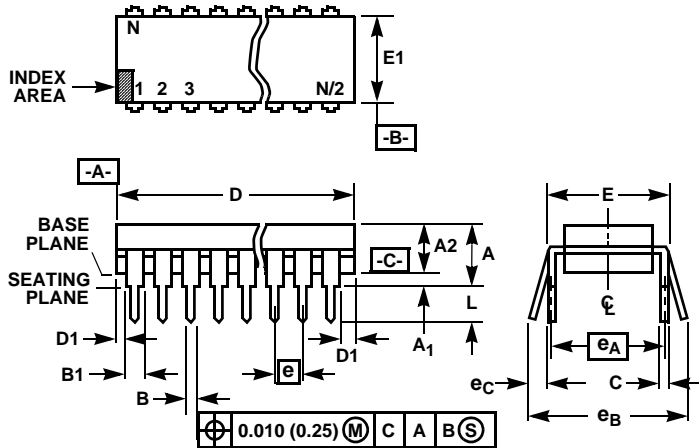 N
E1
INDEX
AREA
1 2 3 N/2
-B-
-A-
D
E
BASE
PLANE
A2 A
-C-
SEATING
PLANE
L
℄
D1
A1
D1
eA
B1
e
eC
C
B
eB
⌖ 0.010 (0.25) Ⓜ C A B Ⓢ